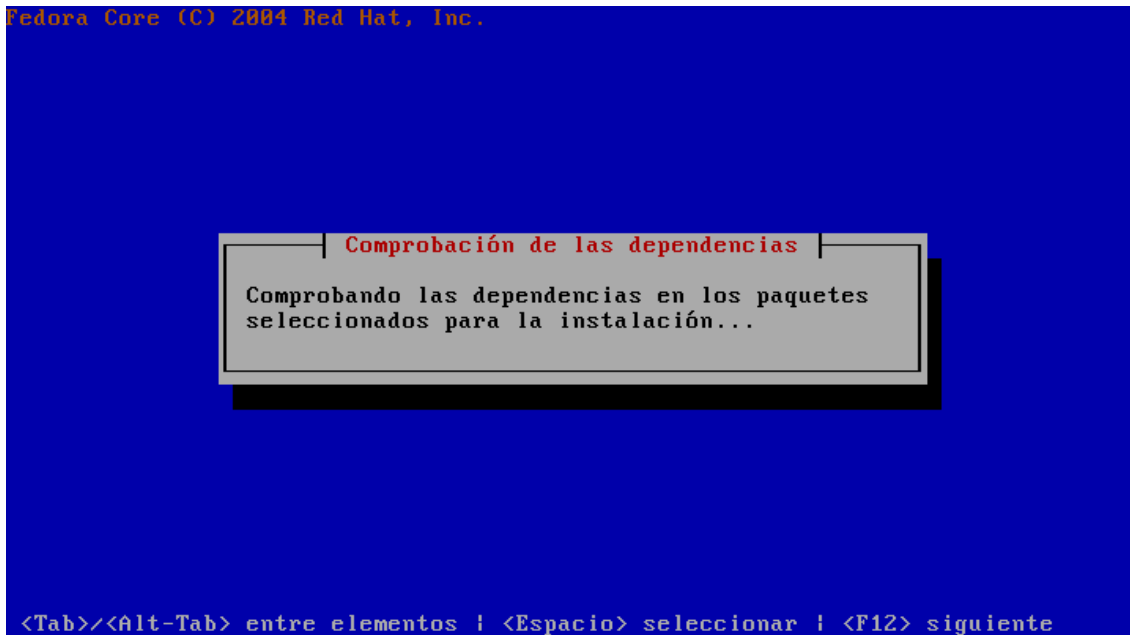 Fedora Core (C) 2004 Red Hat, Inc.
Comprobación de las dependencias
Comprobando las dependencias en los paquetes
seleccionados para la instalación...
<Tab>/<Alt-Tab> entre elementos ¦ <Espacio> seleccionar ¦ <F12> siguiente